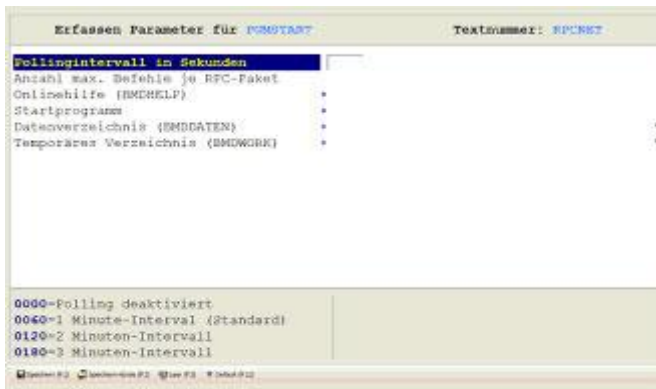 Erfassen Parameter für PGMSTART Textnummer: RPCNET
Pollingintervall in Sekunden
Anzahl max. Befehle je RPC-Paket
Onlinehilfe (BMDHELP)
Startprogramm
Datenverzeichnis (BMDDATEN)
Temporäres Verzeichnis (BMDWORK)
0000=Polling deaktiviert
0060=1 Minute-Interval (Standard)
0120=2 Minuten-Intervall
0180=3 Minuten-Intervall